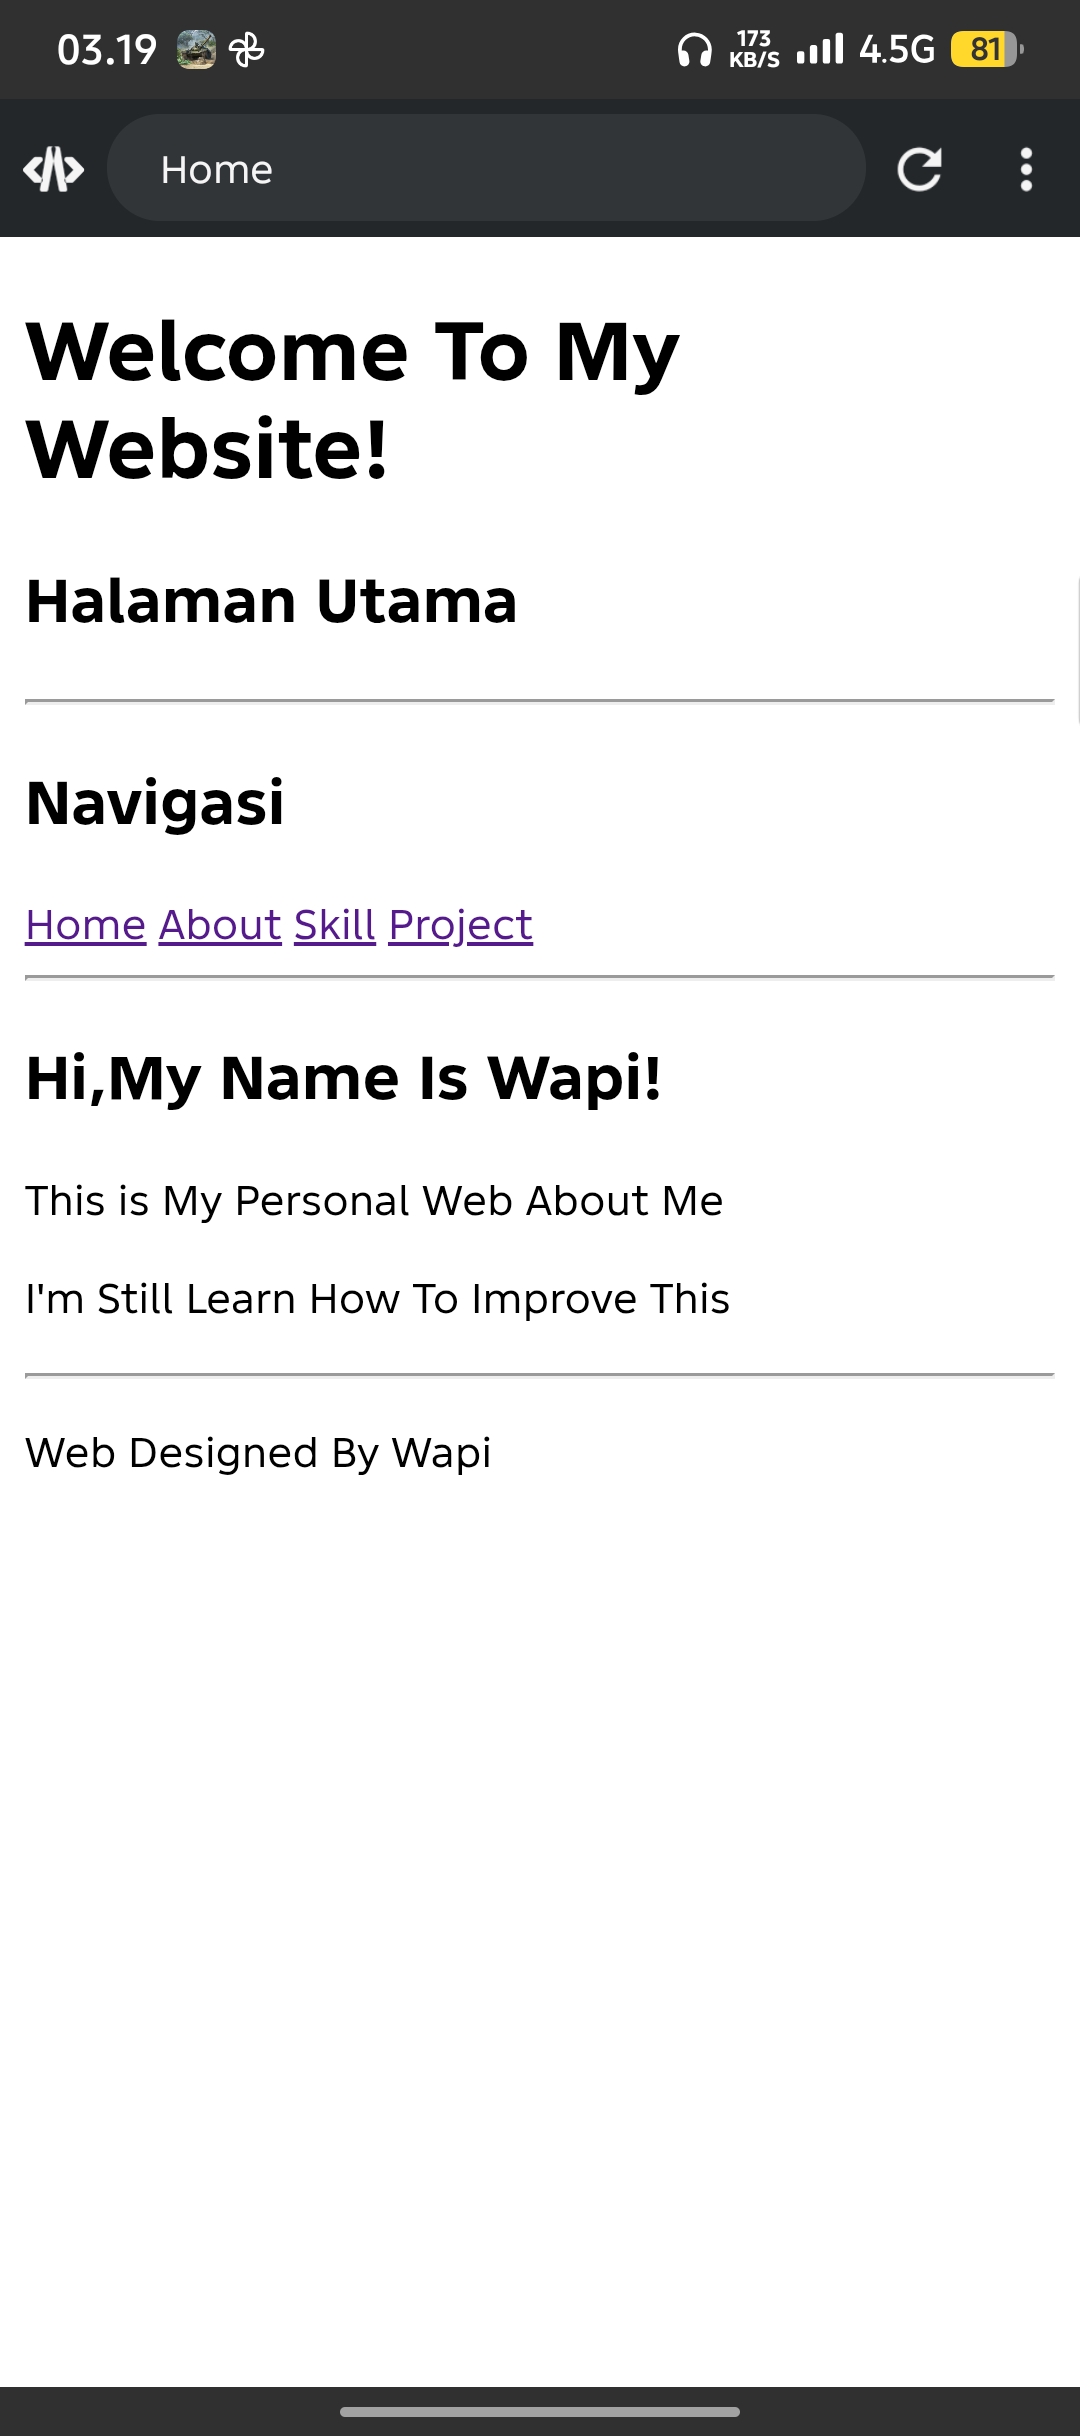 03.19
173
KB/S
4.5G
81
Home
Welcome To My
Website!
Halaman Utama
Navigasi
Home About Skill Project
Hi,My Name Is Wapi!
This is My Personal Web About Me
I'm Still Learn How To Improve This
Web Designed By Wapi